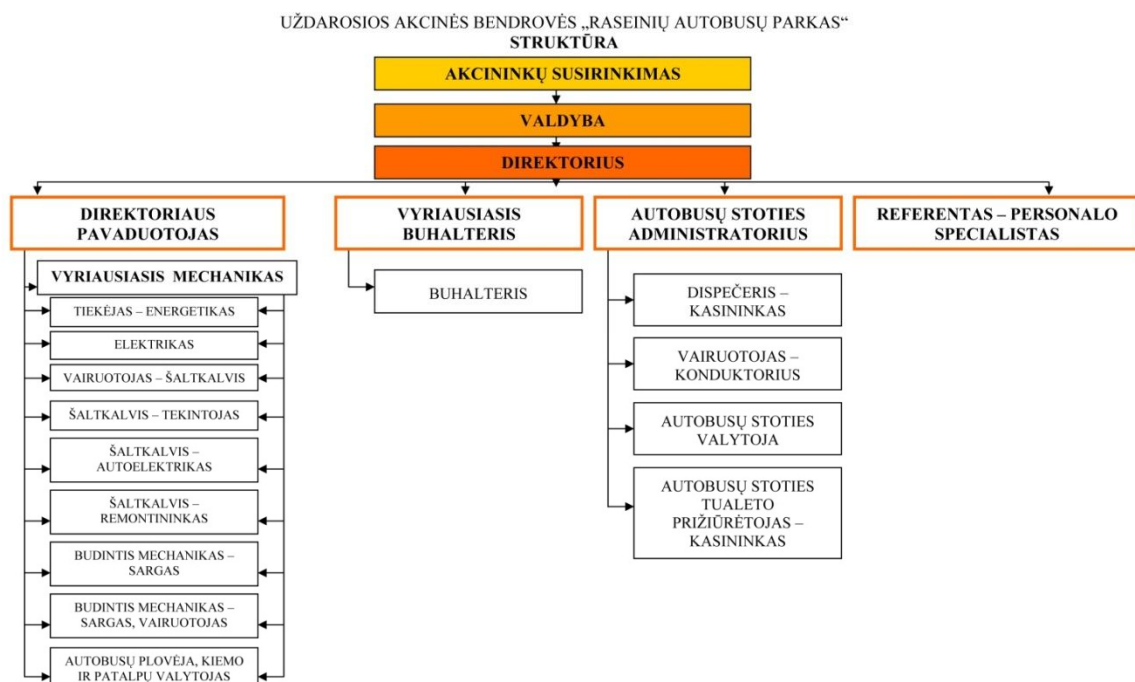 UŽDAROSIOS AKCINĖS BENDROVĖS „RASEINIŲ AUTOBUSŲ PARKAS“
STRUKTŪRA
AKCININKŲ SUSIRINKIMAS
VALDYBA
DIREKTORIUS
DIREKTORIAUS
PAVADUOTOJAS
VYRIAUSIASIS MECHANIKAS
TIEKĖJAS – ENERGETIKAS
ELEKTRIKAS
VAIRUOTOJAS – ŠALTKALVIS
ŠALTKALVIS – TEKINTOJAS
ŠALTKALVIS –
AUTOELEKTRIKAS
ŠALTKALVIS –
REMONTININKAS
BUDINTIS MECHANIKAS –
SARGAS
BUDINTIS MECHANIKAS –
SARGAS, VAIRUOTOJAS
AUTOBUSŲ PLOVĖJA, KIEMO
IR PATALPŲ VALYTOJAS
VYRIAUSIASIS
BUHALTERIS
BUHALTERIS
AUTOBUSŲ STOTIES
ADMINISTRATORIUS
DISPEČERIS –
KASININKAS
VAIRUOTOJAS –
KONDUKTORIUS
AUTOBUSŲ STOTIES
VALYTOJA
AUTOBUSŲ STOTIES
TUALETO
PRIŽIŪRĖTOJAS –
KASININKAS
REFERENTAS – PERSONALO
SPECIALISTAS